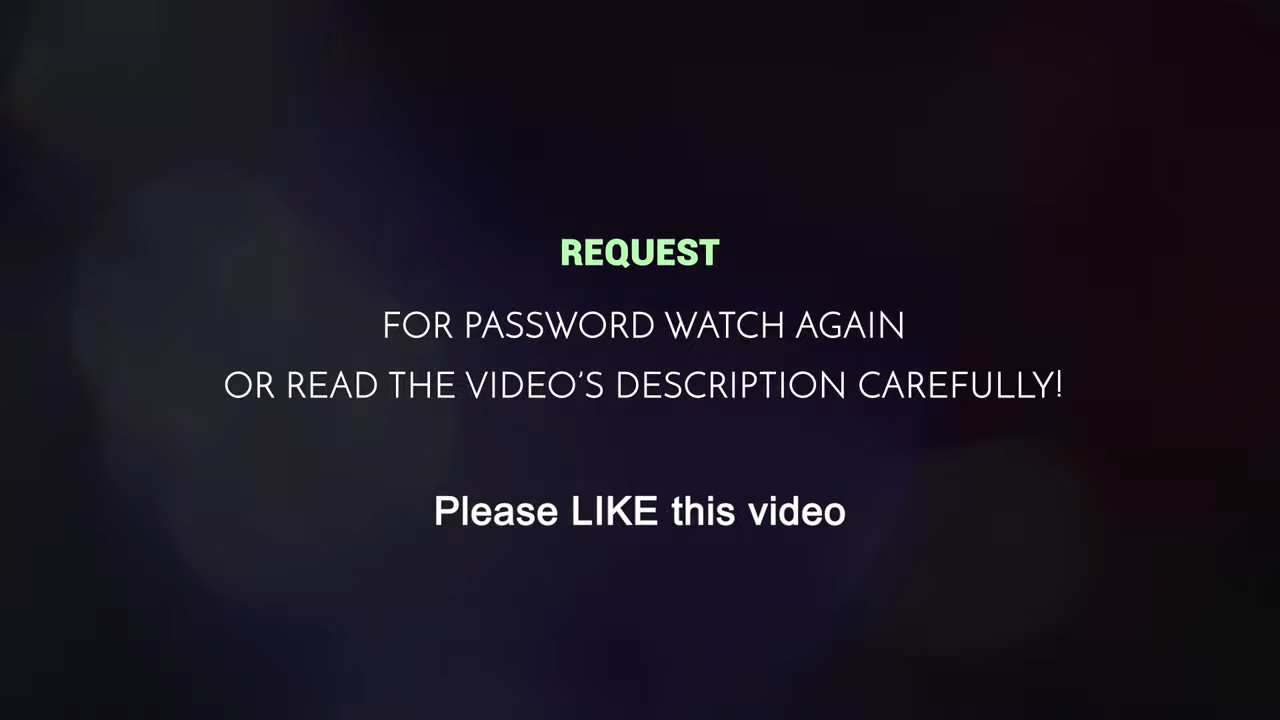 REQUEST
FOR PASSWORD WATCH AGAIN
OR READ THE VIDEO’S DESCRIPTION CAREFULLY!
Please LIKE this video